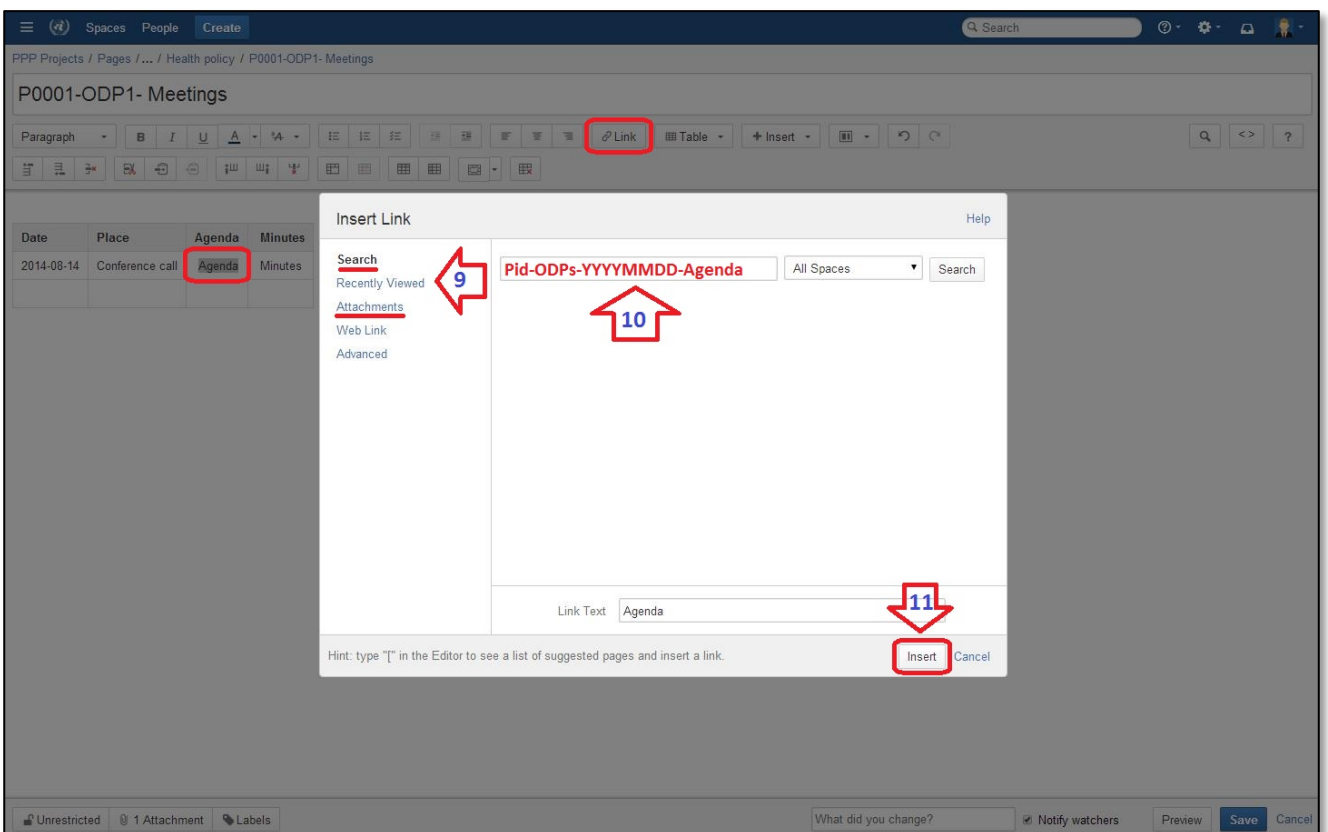 Spaces People Create Search
PPP Projects / Pages / ... / Health policy / P0001-ODP1- Meetings
P0001-ODP1- Meetings
Paragraph B I U A Link Table + Insert <> ?
Insert Link Help
Date Place Agenda Minutes
2014-08-14 Conference call Agenda Minutes
Search
Recently Viewed
Attachments
Web Link
Advanced
9
Pid-ODPs-YYYYMMDD-Agenda All Spaces Search
10
Link Text Agenda
11
Hint: type "[" in the Editor to see a list of suggested pages and insert a link. Insert Cancel
Unrestricted 1 Attachment Labels What did you change? Notify watchers Preview Save Cancel